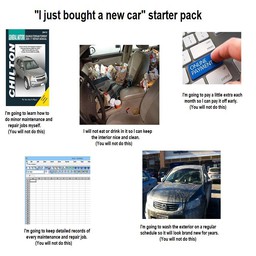 "I just bought a new car" starter pack
CHILTON
ONLINE
PAYMENT
I'm going to learn how to
do minor maintenance and
repair jobs myself.
(You will not do this)
I will not eat or drink in it so I can keep
the interior nice and clean.
(You will not do this)
I'm going to pay a little extra each
month so I can pay it off early.
(You will not do this)
I'm going to keep detailed records of
every maintenance and repair job.
(You will not do this)
I'm going to wash the exterior on a regular
schedule so it will look brand new for years.
(You will not do this)